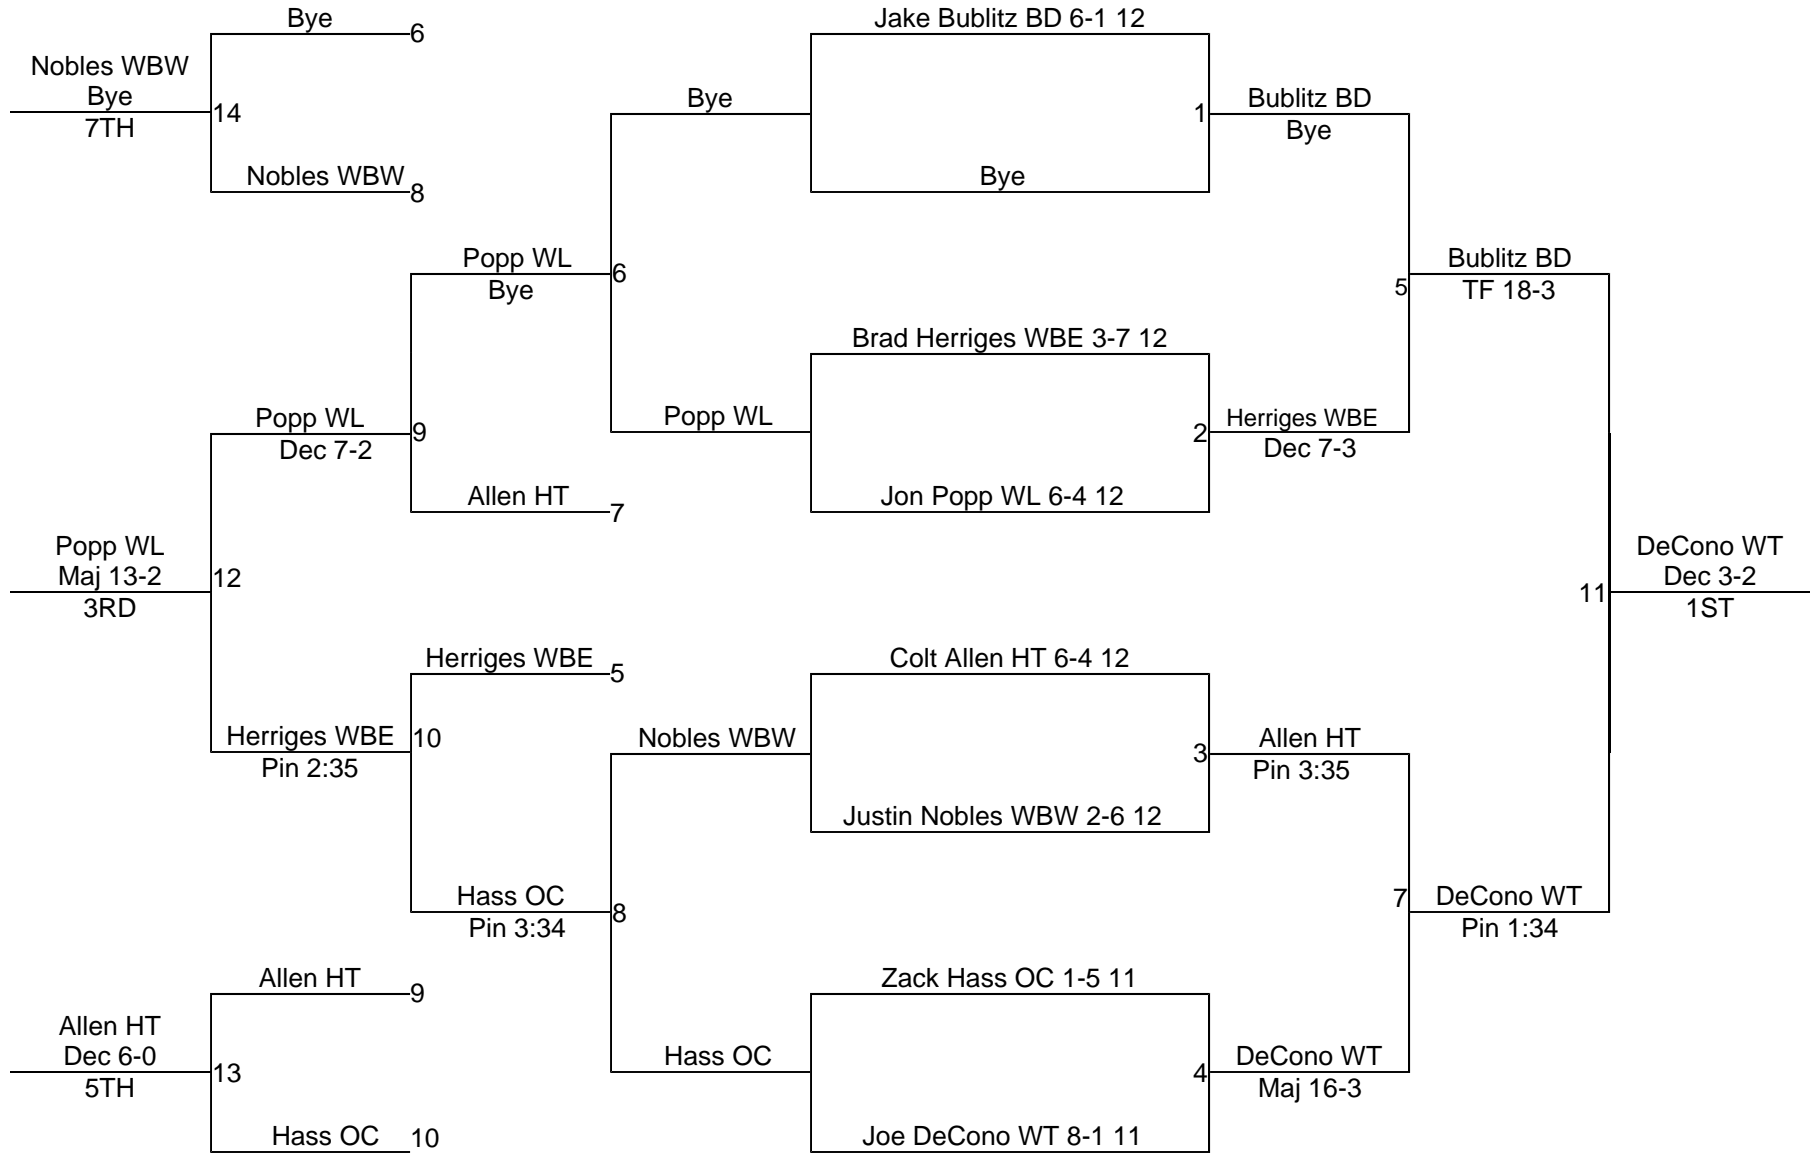 Bye
6
Jake Bublitz BD 6-1 12
Nobles WBW
Bye
7TH
14
Bye
1
Bublitz BD
Bye
Nobles WBW
8
Bye
Popp WL
Bye
6
Bublitz BD
TF 18-3
5
Brad Herriges WBE 3-7 12
Popp WL
Dec 7-2
9
Popp WL
2
Herriges WBE
Dec 7-3
Allen HT
7
Jon Popp WL 6-4 12
Popp WL
Maj 13-2
3RD
12
11
DeCono WT
Dec 3-2
1ST
Herriges WBE
5
Colt Allen HT 6-4 12
Herriges WBE
Pin 2:35
10
Nobles WBW
3
Allen HT
Pin 3:35
Justin Nobles WBW 2-6 12
Hass OC
Pin 3:34
8
7
DeCono WT
Pin 1:34
Allen HT
9
Zack Hass OC 1-5 11
Allen HT
Dec 6-0
5TH
13
Hass OC
4
DeCono WT
Maj 16-3
Hass OC
10
Joe DeCono WT 8-1 11